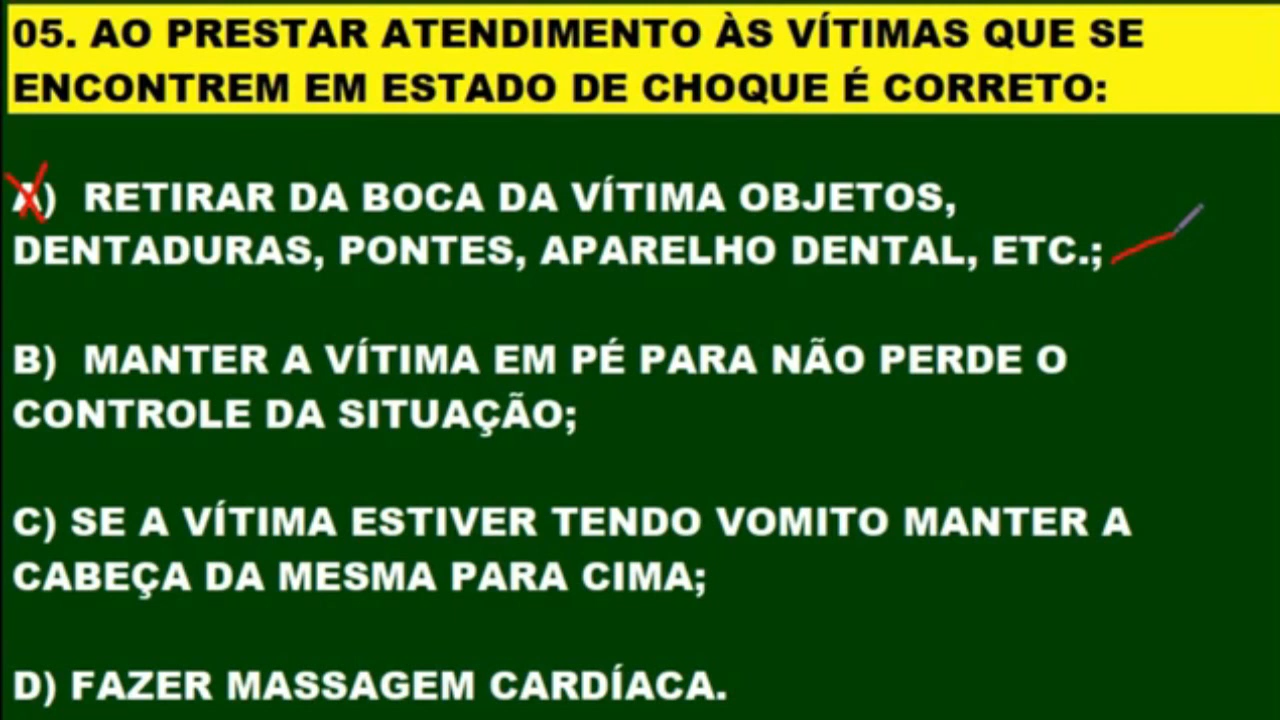 05. AO PRESTAR ATENDIMENTO ÀS VÍTIMAS QUE SE
ENCONTREM EM ESTADO DE CHOQUE É CORRETO:
A) RETIRAR DA BOCA DA VÍTIMA OBJETOS,
DENTADURAS, PONTES, APARELHO DENTAL, ETC.;
B) MANTER A VÍTIMA EM PÉ PARA NÃO PERDE O
CONTROLE DA SITUAÇÃO;
C) SE A VÍTIMA ESTIVER TENDO VOMITO MANTER A
CABEÇA DA MESMA PARA CIMA;
D) FAZER MASSAGEM CARDÍACA.